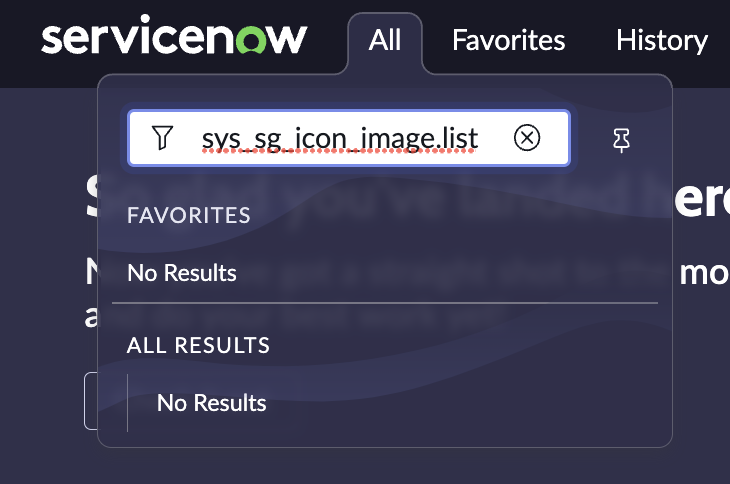 servicenow
All
Favorites
History
sys_sg_icon_image.list
FAVORITES
No Results
ALL RESULTS
No Results